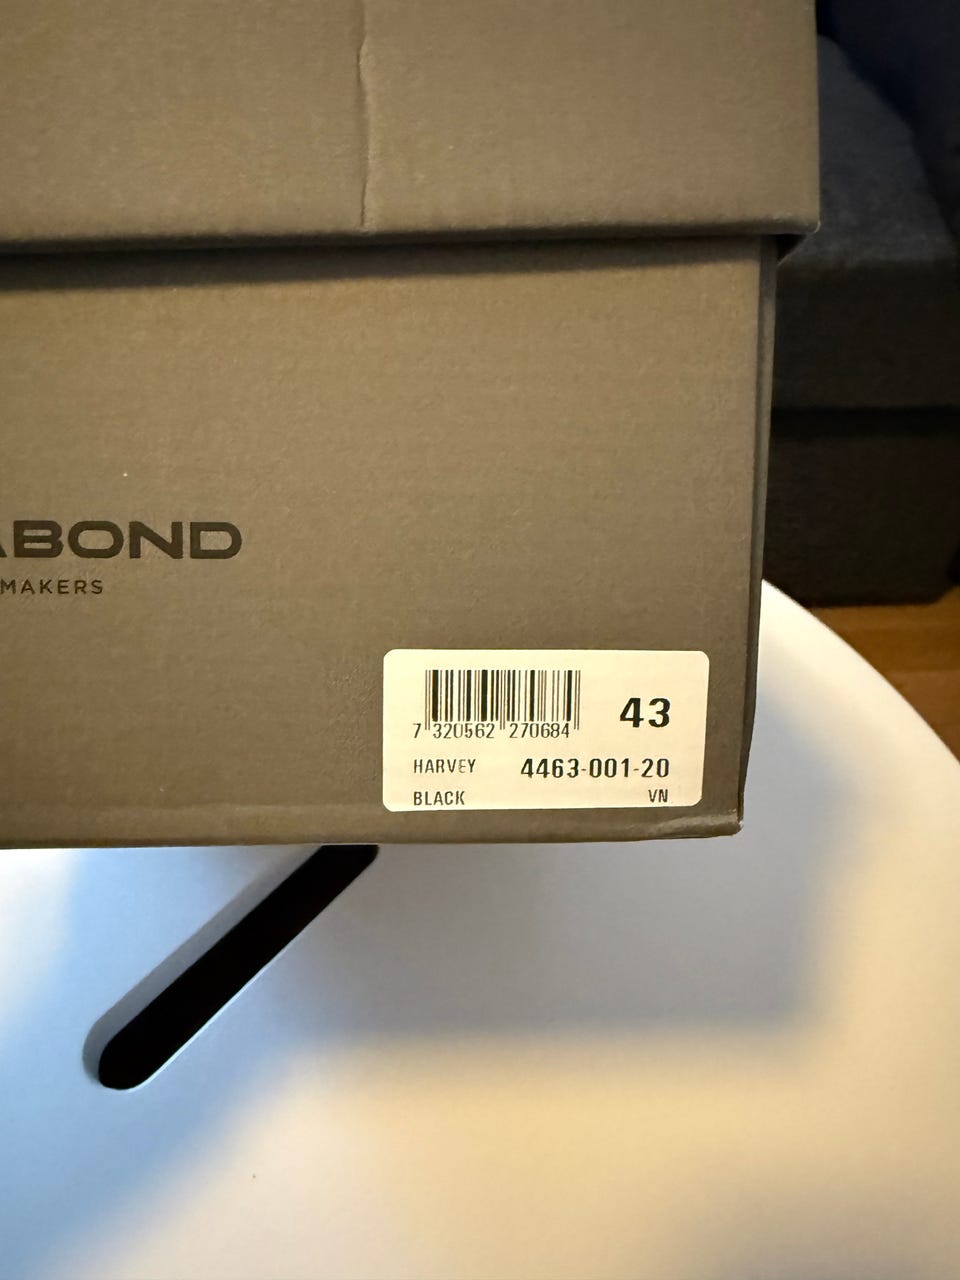 ABOND
MAKERS
43
7 320562 270684
HARVEY 4463-001-20
BLACK VN